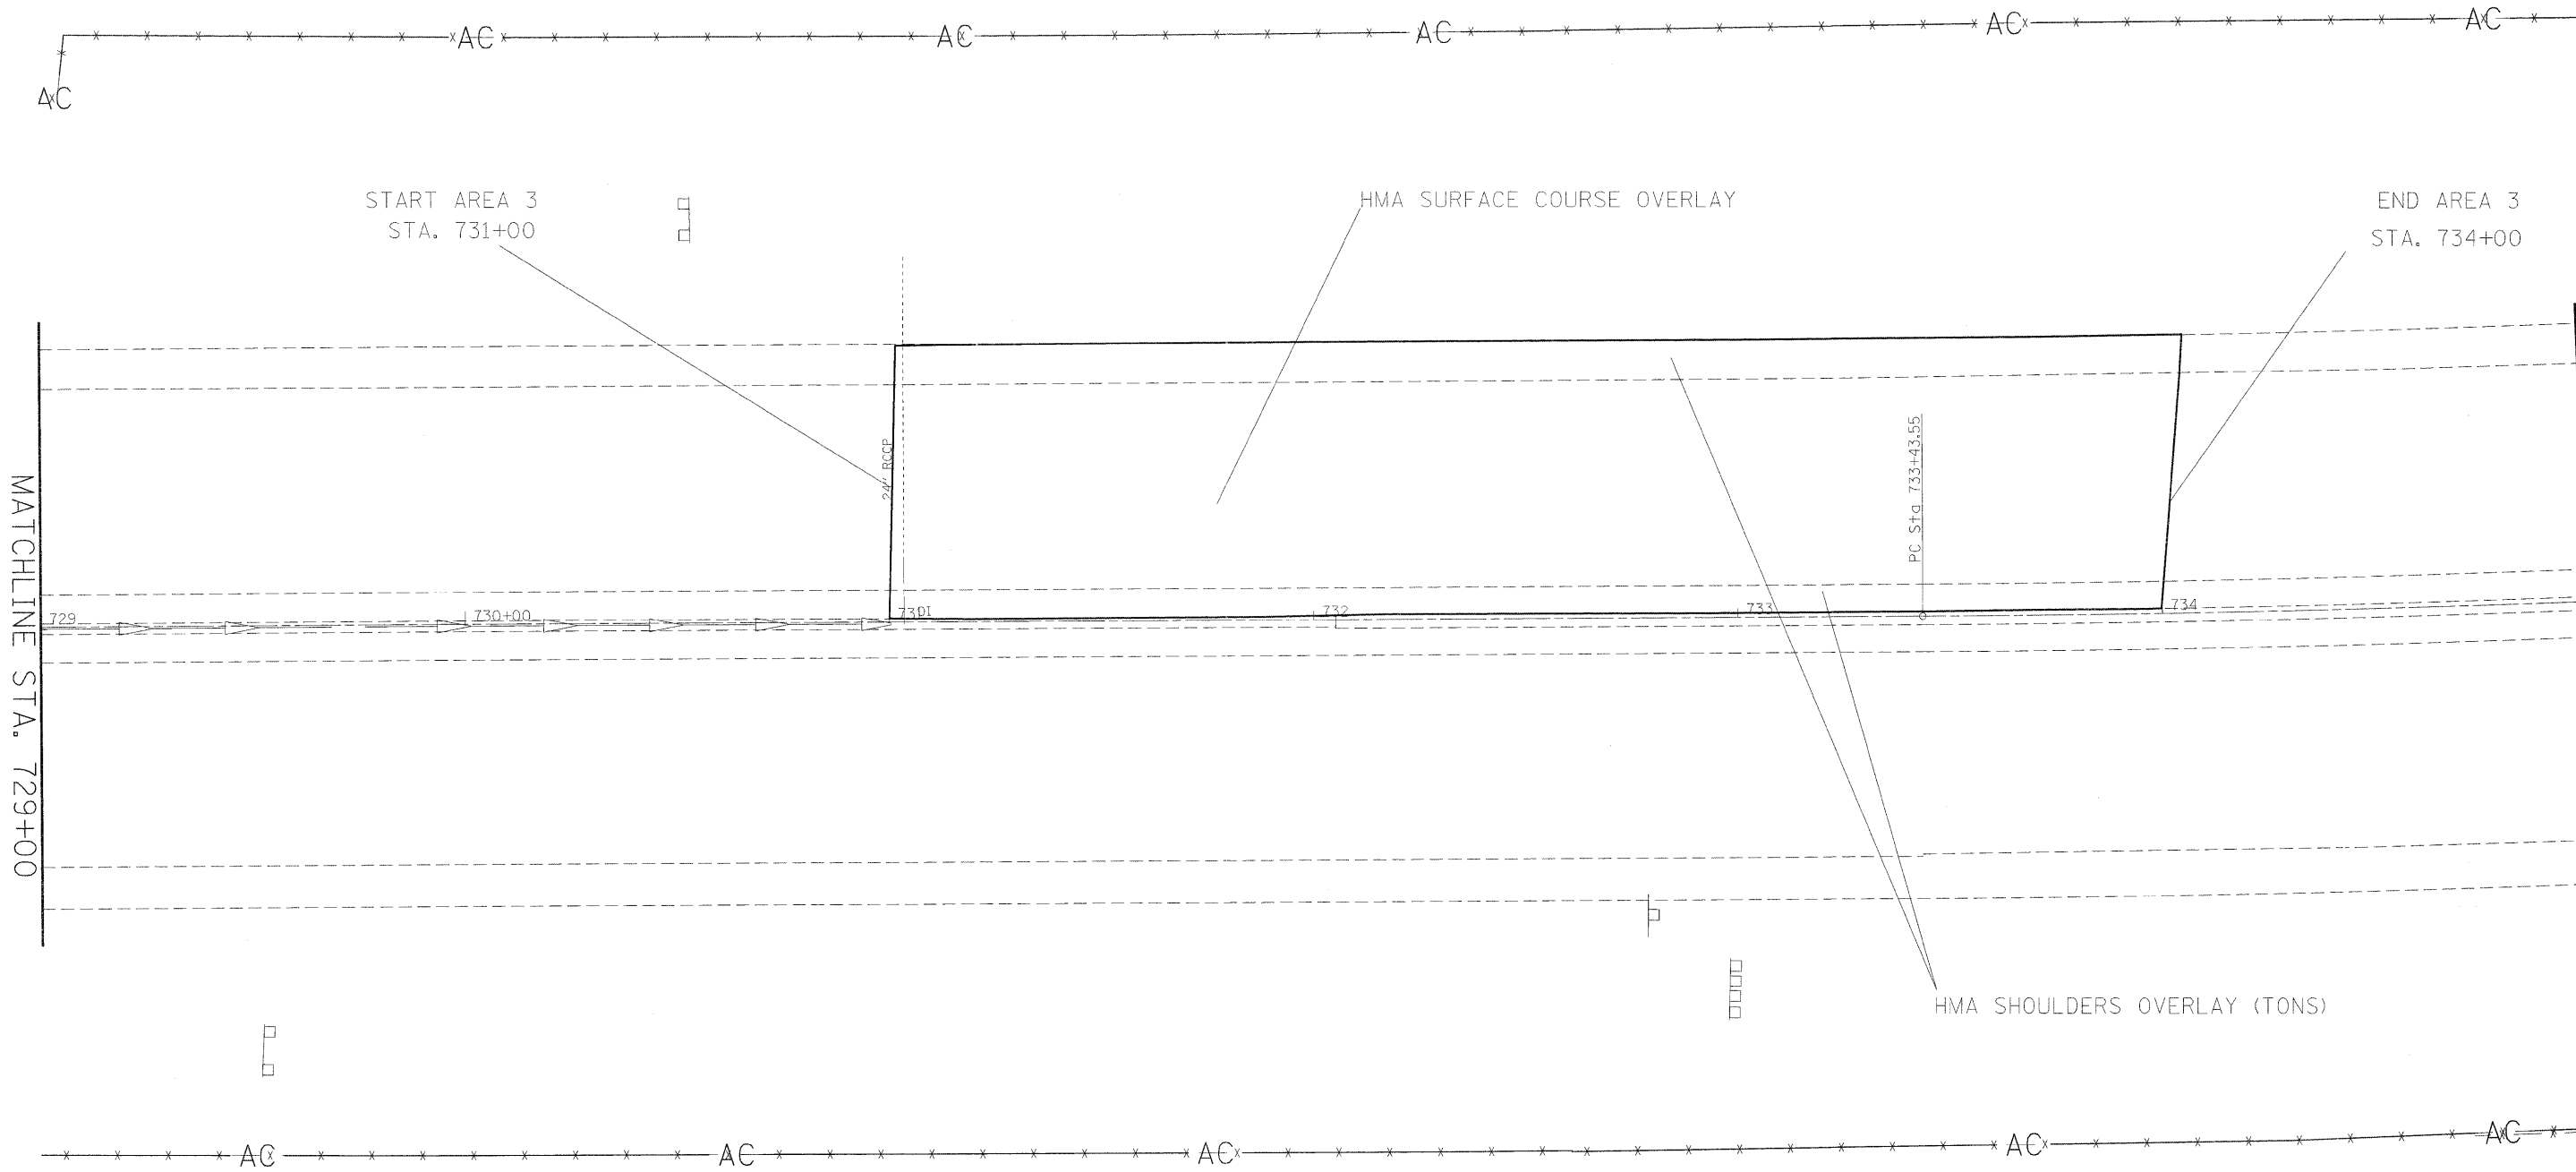 AC AC AC AC AC
AC
START AREA 3
STA. 731+00
HMA SURFACE COURSE OVERLAY
END AREA 3
STA. 734+00
24" RCCP
PC Sta 733+43.55
MATCHLINE STA. 729+00
729 730+00 731 DI 732 733 734
HMA SHOULDERS OVERLAY (TONS)
AC AC AC AC AC